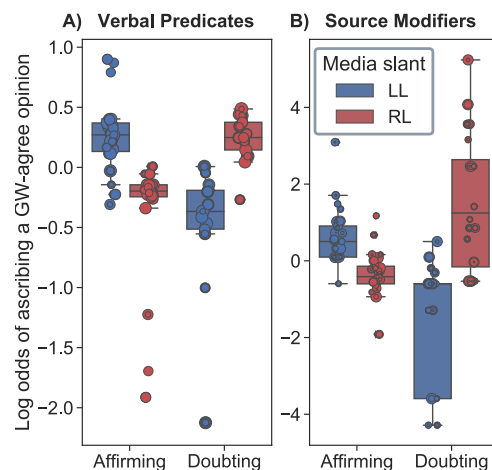 A) Verbal Predicates
B) Source Modifiers
Log odds of ascribing a GW-agree opinion
1.0
0.5
0.0
−0.5
−1.0
−1.5
−2.0
Affirming Doubting
Media slant
LL
RL
4
2
0
−2
−4
Affirming Doubting